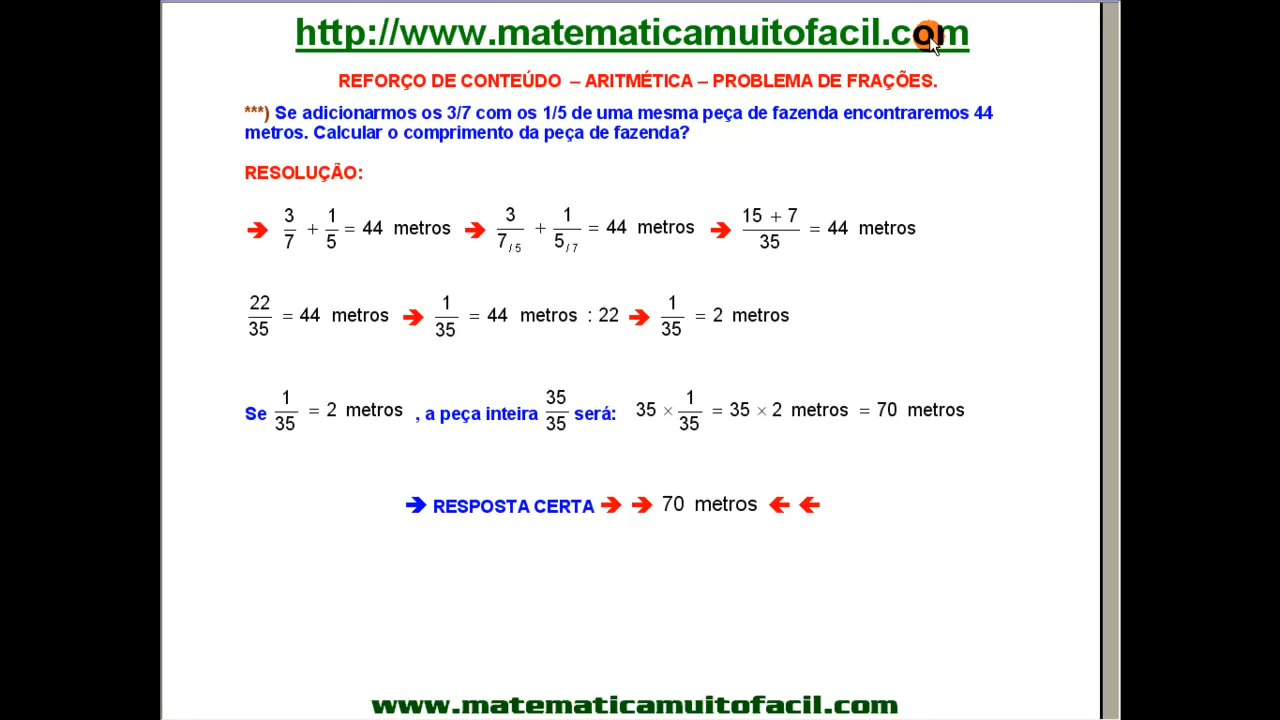 http://www.matematicamuitofacil.com
REFORÇO DE CONTEÚDO – ARITMÉTICA – PROBLEMA DE FRAÇÕES.
***) Se adicionarmos os 3/7 com os 1/5 de uma mesma peça de fazenda encontraremos 44
metros. Calcular o comprimento da peça de fazenda?
RESOLUÇÃO:
➔ 3/7 + 1/5 = 44 metros ➔ 3/7/5 + 1/5/7 = 44 metros ➔ 15 + 7/35 = 44 metros
22/35 = 44 metros ➔ 1/35 = 44 metros : 22 ➔ 1/35 = 2 metros
Se 1/35 = 2 metros , a peça inteira 35/35 será: 35 × 1/35 = 35 × 2 metros = 70 metros
➔ RESPOSTA CERTA ➔ ➔ 70 metros 🡸 🡸
www.matematicamuitofacil.com